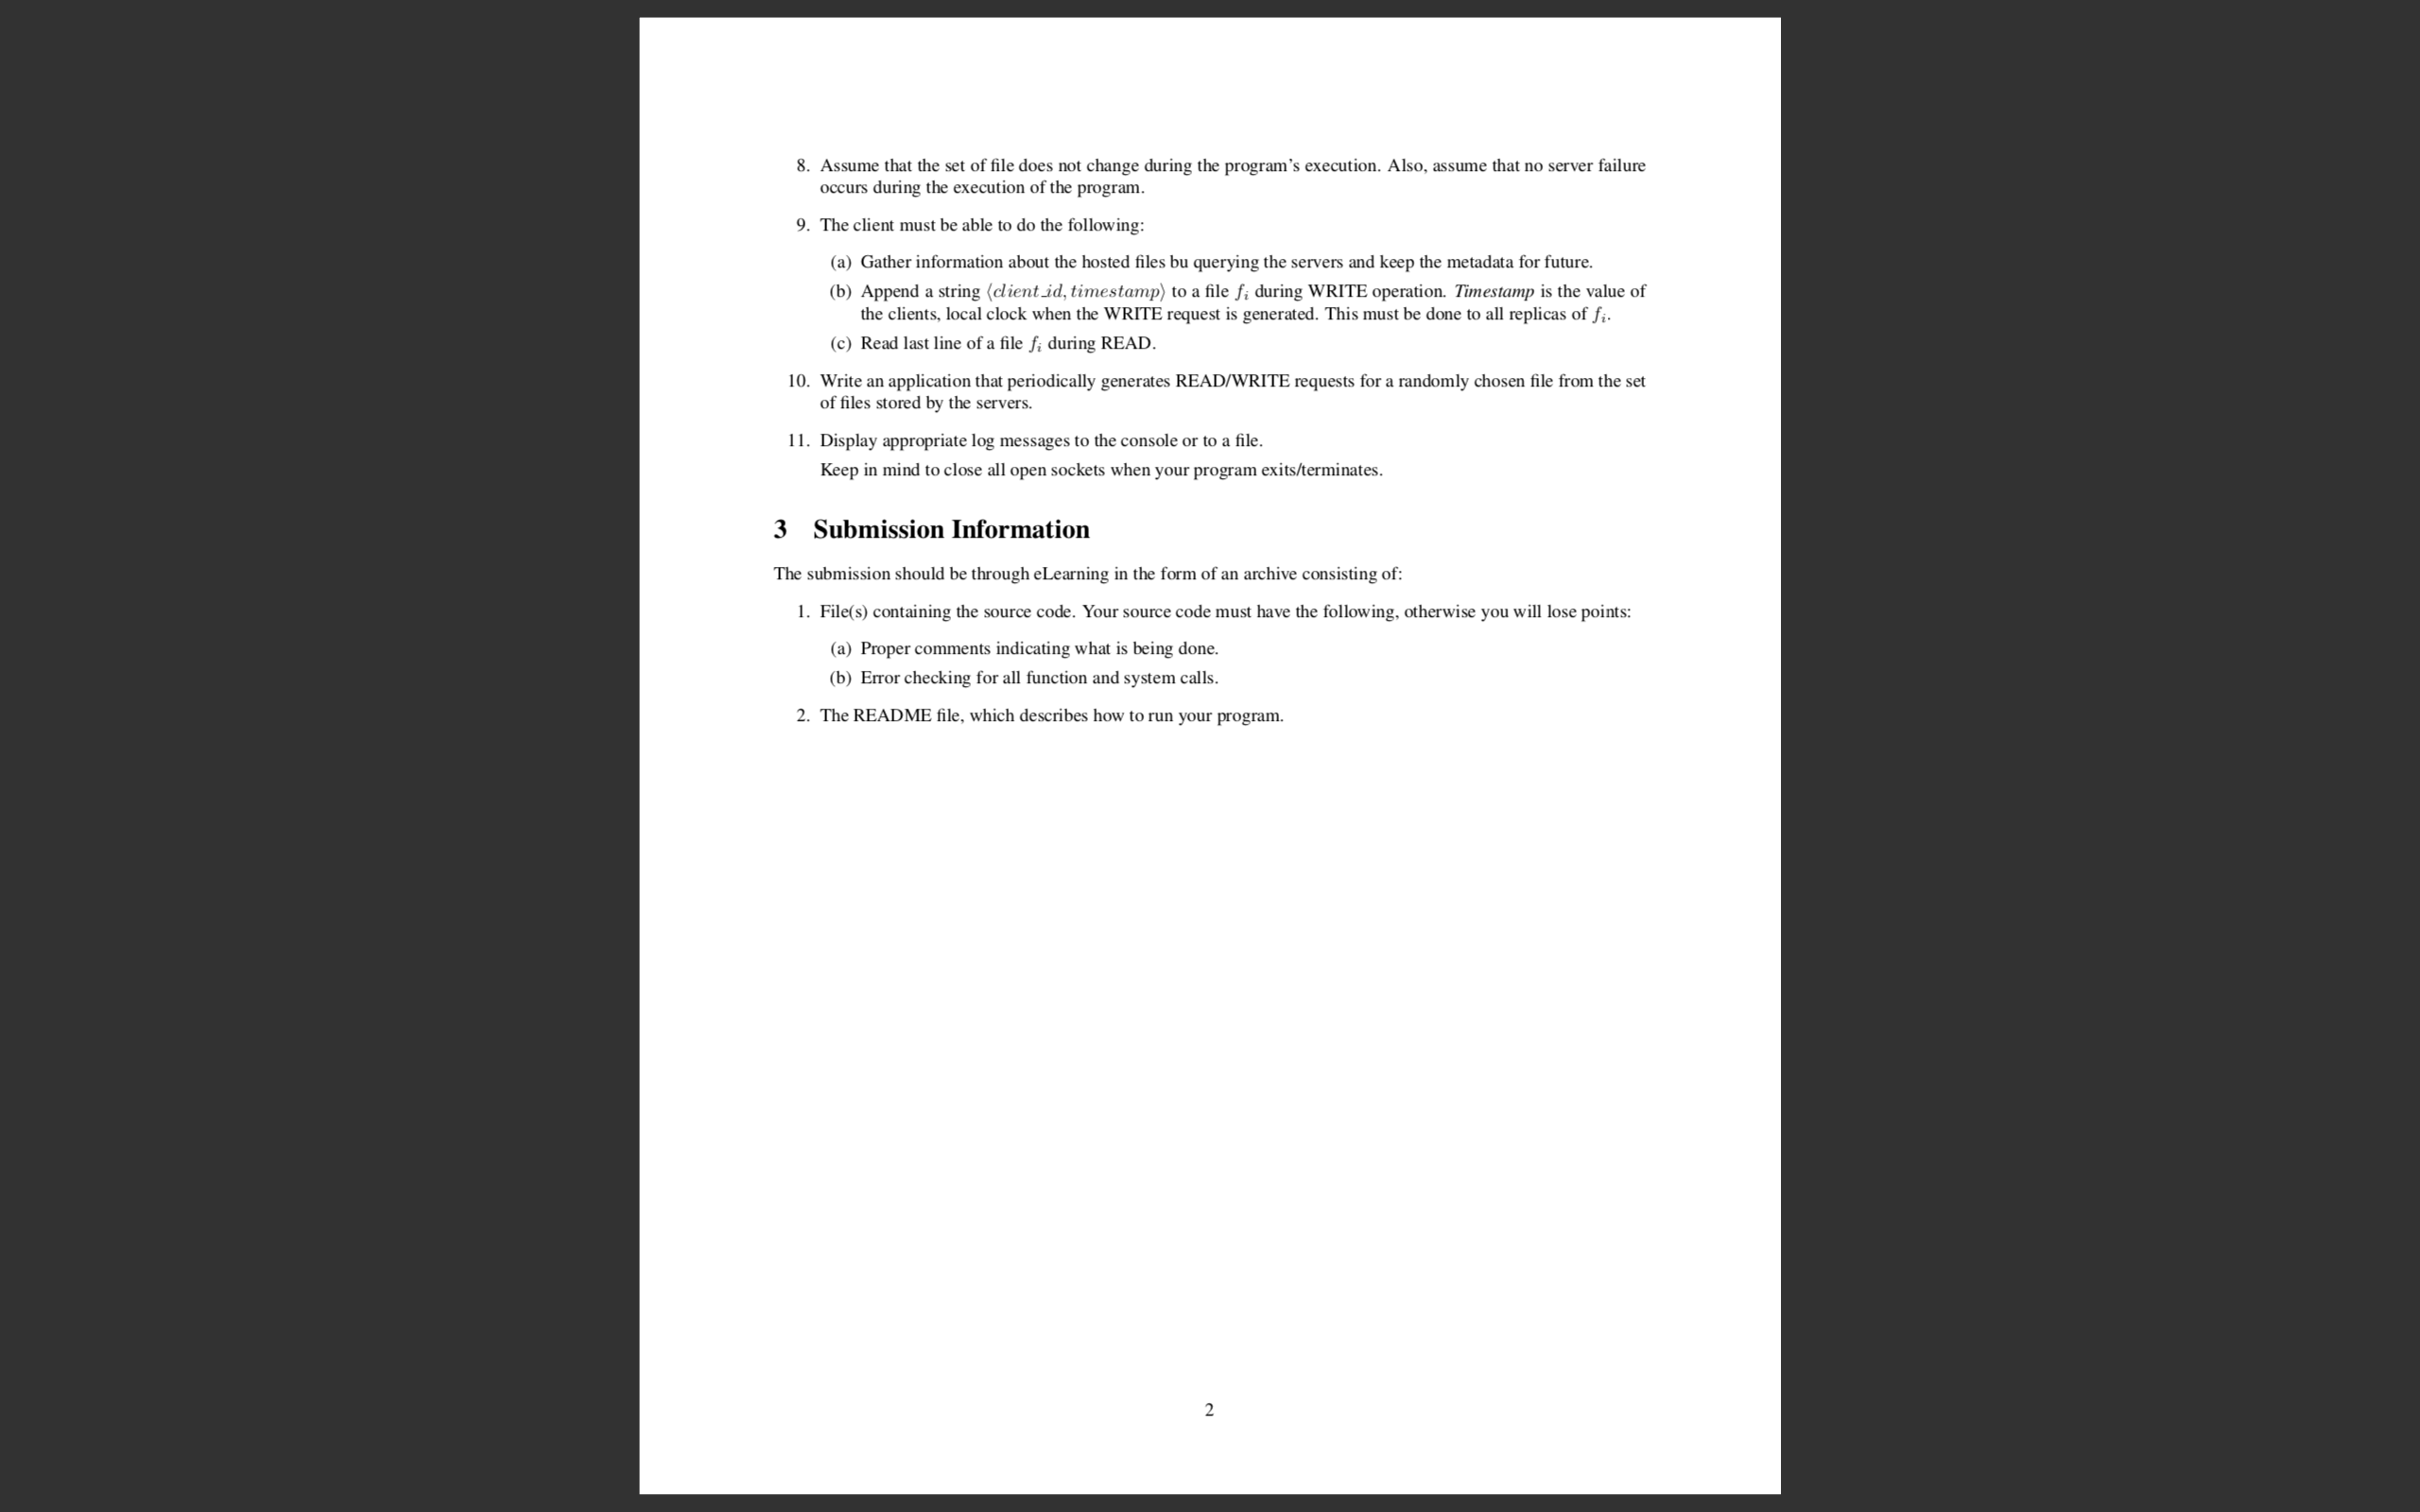 8. Assume that the set of file does not change during the program’s execution. Also, assume that no server failure
occurs during the execution of the program.
9. The client must be able to do the following:
(a) Gather information about the hosted files bu querying the servers and keep the metadata for future.
(b) Append a string ⟨client_id, timestamp⟩ to a file fᵢ during WRITE operation. Timestamp is the value of
the clients, local clock when the WRITE request is generated. This must be done to all replicas of fᵢ.
(c) Read last line of a file fᵢ during READ.
10. Write an application that periodically generates READ/WRITE requests for a randomly chosen file from the set
of files stored by the servers.
11. Display appropriate log messages to the console or to a file.
Keep in mind to close all open sockets when your program exits/terminates.
3 Submission Information
The submission should be through eLearning in the form of an archive consisting of:
1. File(s) containing the source code. Your source code must have the following, otherwise you will lose points:
(a) Proper comments indicating what is being done.
(b) Error checking for all function and system calls.
2. The README file, which describes how to run your program.
2